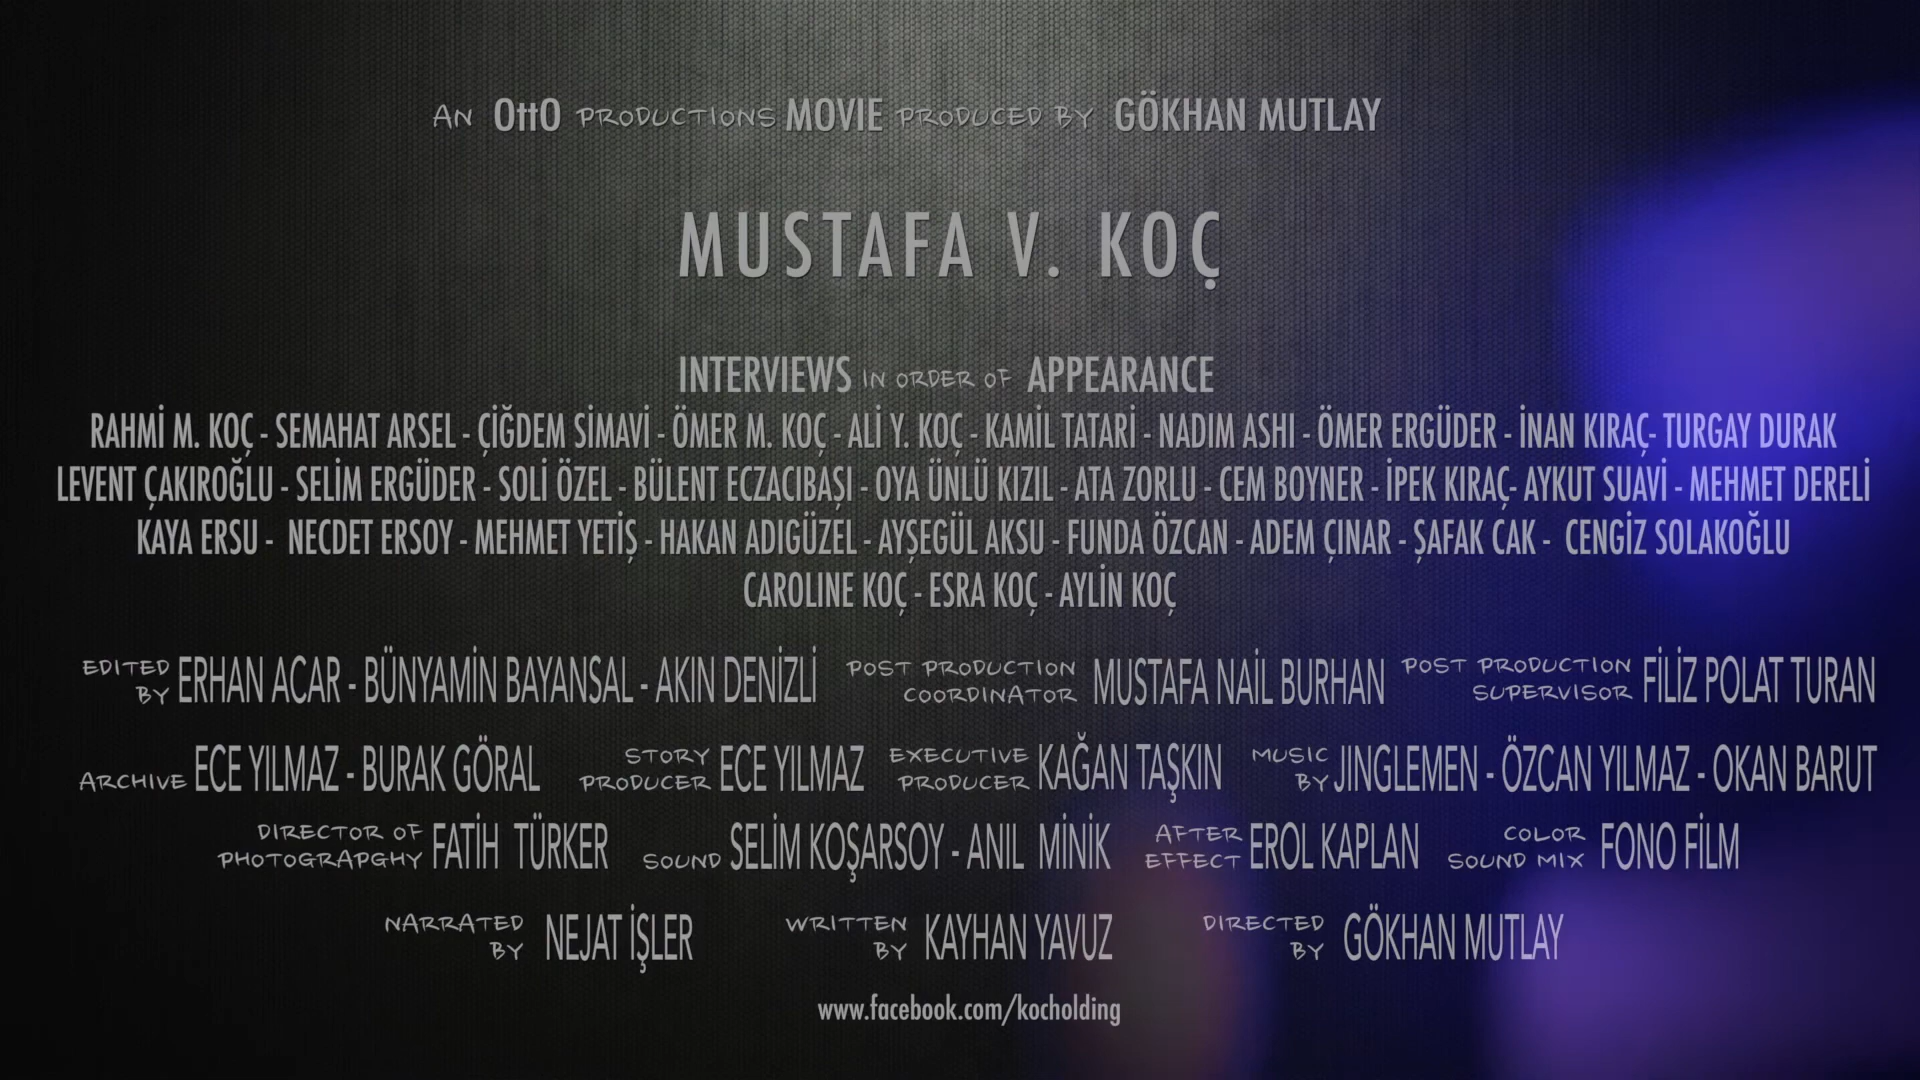 AN OttO PRODUCTIONS MOVIE PRODUCED BY GÖKHAN MUTLAY
MUSTAFA V. KOÇ
INTERVIEWS IN ORDER OF APPEARANCE
RAHMİ M. KOÇ - SEMAHAT ARSEL - ÇİĞDEM SİMAVİ - ÖMER M. KOÇ - ALİ Y. KOÇ - KAMİL TATARİ - NADIM ASHI - ÖMER ERGÜDER - İNAN KIRAÇ- TURGAY DURAK
LEVENT ÇAKIROĞLU - SELİM ERGÜDER - SOLİ ÖZEL - BÜLENT ECZACIBAŞI - OYA ÜNLÜ KIZIL - ATA ZORLU - CEM BOYNER - İPEK KIRAÇ- AYKUT SUAVİ - MEHMET DERELİ
KAYA ERSU - NECDET ERSOY - MEHMET YETİŞ - HAKAN ADIGÜZEL - AYŞEGÜL AKSU - FUNDA ÖZCAN - ADEM ÇINAR - ŞAFAK CAK - CENGİZ SOLAKOĞLU
CAROLINE KOÇ - ESRA KOÇ - AYLİN KOÇ
EDITED BY ERHAN ACAR - BÜNYAMİN BAYANSAL - AKIN DENİZLİ POST PRODUCTION COORDINATOR MUSTAFA NAİL BURHAN POST PRODUCTION SUPERVISOR FİLİZ POLAT TURAN
ARCHIVE ECE YILMAZ - BURAK GÖRAL STORY PRODUCER ECE YILMAZ EXECUTIVE PRODUCER KAĞAN TAŞKIN MUSIC BY JINGLEMEN - ÖZCAN YILMAZ - OKAN BARUT
DIRECTOR OF PHOTOGRAPGHY FATİH TÜRKER SOUND SELİM KOŞARSOY - ANIL MİNİK AFTER EFFECT EROL KAPLAN COLOR SOUND MIX FONO FİLM
NARRATED BY NEJAT İŞLER WRITTEN BY KAYHAN YAVUZ DIRECTED BY GÖKHAN MUTLAY
www.facebook.com/kocholding